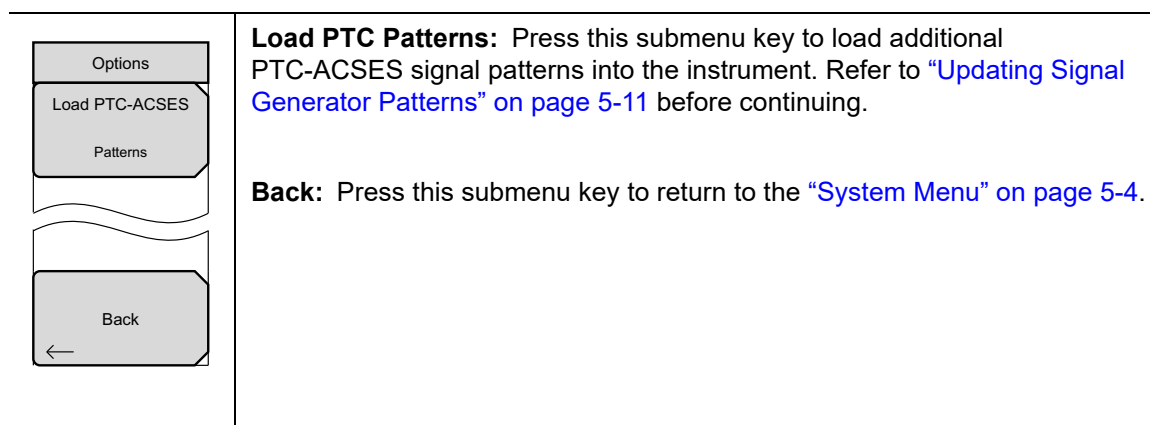 Options
Load PTC-ACSES
Patterns
Back
Load PTC Patterns: Press this submenu key to load additional
PTC-ACSES signal patterns into the instrument. Refer to “Updating Signal
Generator Patterns” on page 5-11 before continuing.
Back: Press this submenu key to return to the “System Menu” on page 5-4.